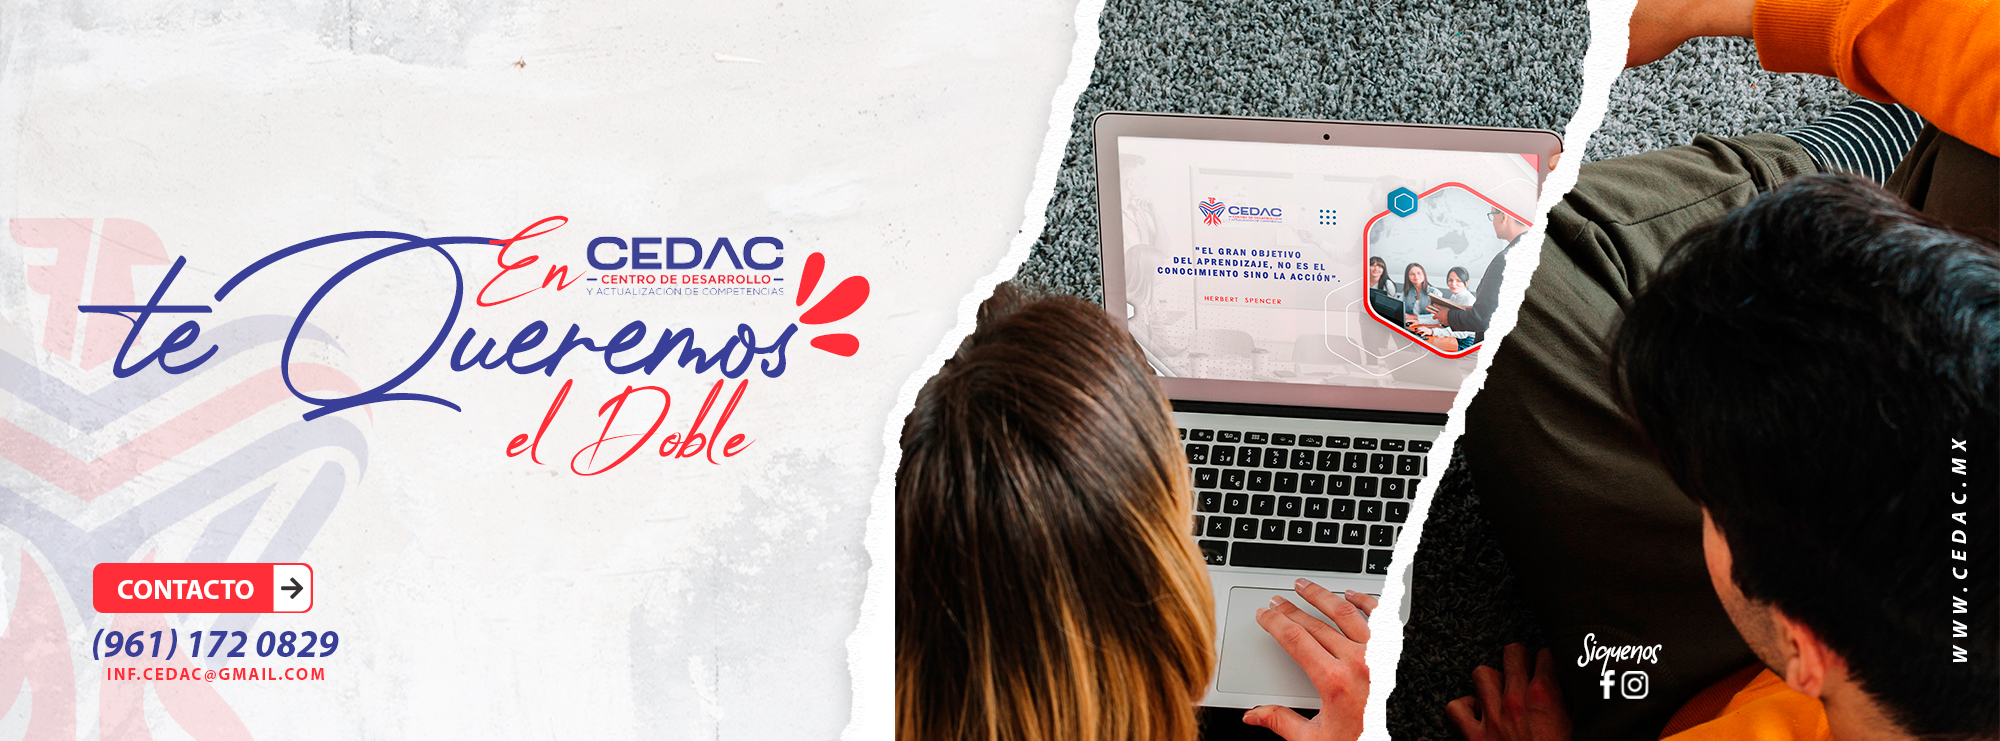 En CEDAC
CENTRO DE DESARROLLO
Y ACTUALIZACIÓN DE COMPETENCIAS
te Queremos
el Doble
CONTACTO
(961) 172 0829
INF.CEDAC@GMAIL.COM
CEDAC
"EL GRAN OBJETIVO
DEL APRENDIZAJE, NO ES EL
CONOCIMIENTO SINO LA ACCIÓN".
HERBERT SPENCER
Siguenos
WWW.CEDAC.MX